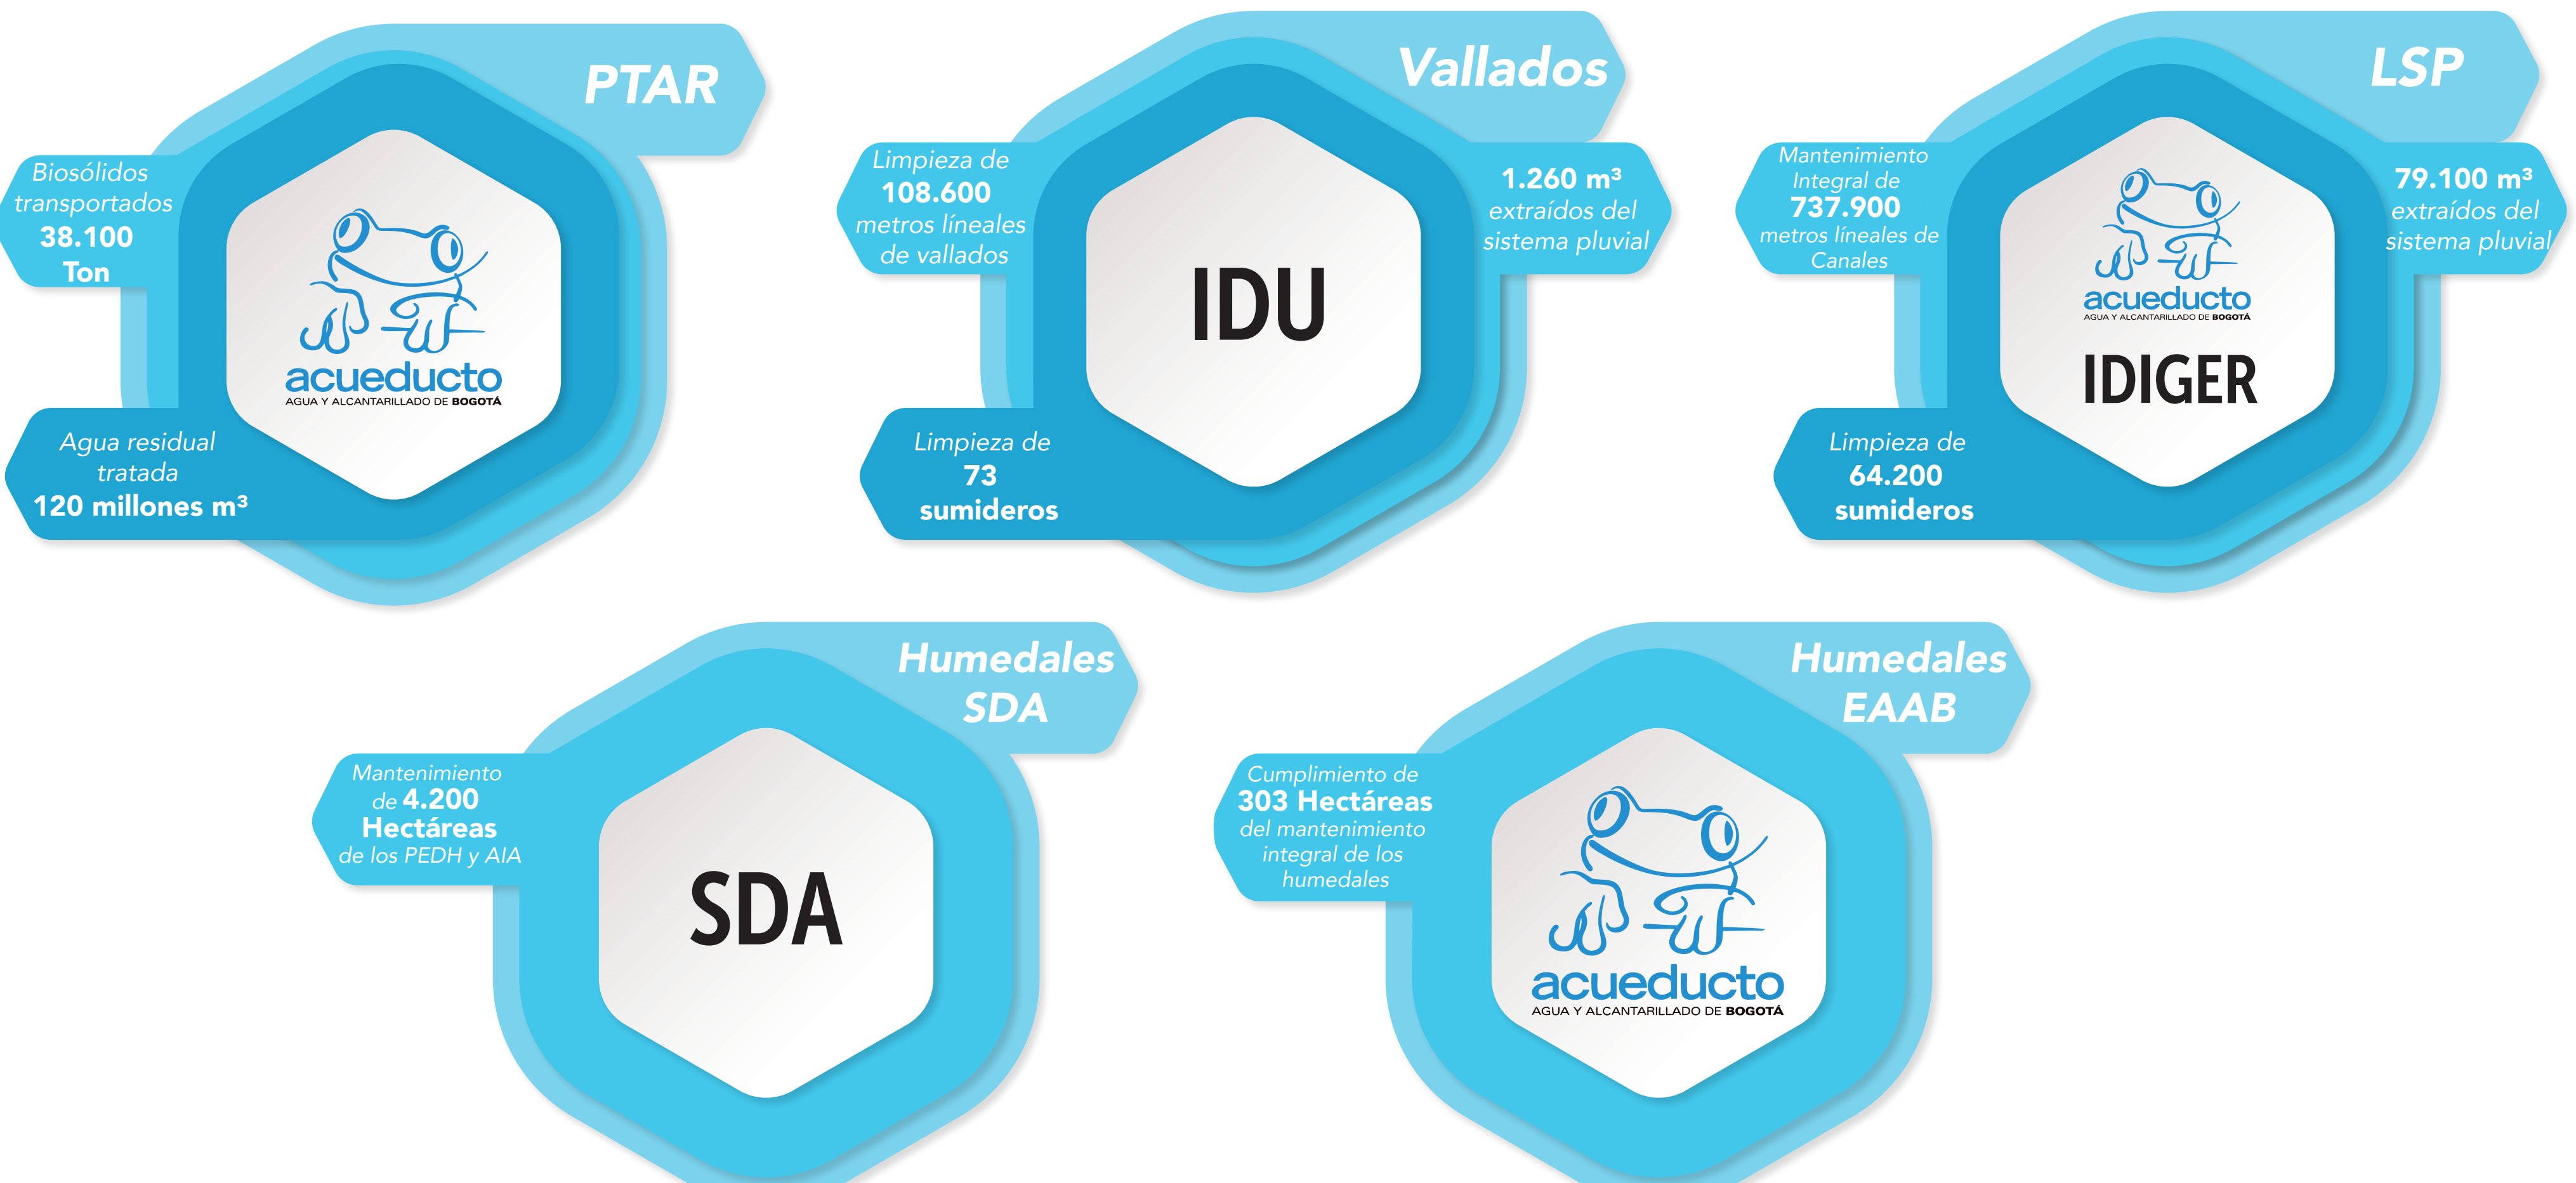 PTAR
Biosólidos
transportados
38.100
Ton
acueducto
AGUA Y ALCANTARILLADO DE BOGOTÁ
Agua residual
tratada
120 millones m³
Vallados
Limpieza de
108.600
metros líneales
de vallados
1.260 m³
extraídos del
sistema pluvial
IDU
Limpieza de
73
sumideros
LSP
Mantenimiento
Integral de
737.900
metros líneales de
Canales
79.100 m³
extraídos del
sistema pluvial
acueducto
AGUA Y ALCANTARILLADO DE BOGOTÁ
IDIGER
Limpieza de
64.200
sumideros
Humedales
SDA
Mantenimiento
de 4.200
Hectáreas
de los PEDH y AIA
SDA
Humedales
EAAB
Cumplimiento de
303 Hectáreas
del mantenimiento
integral de los
humedales
acueducto
AGUA Y ALCANTARILLADO DE BOGOTÁ